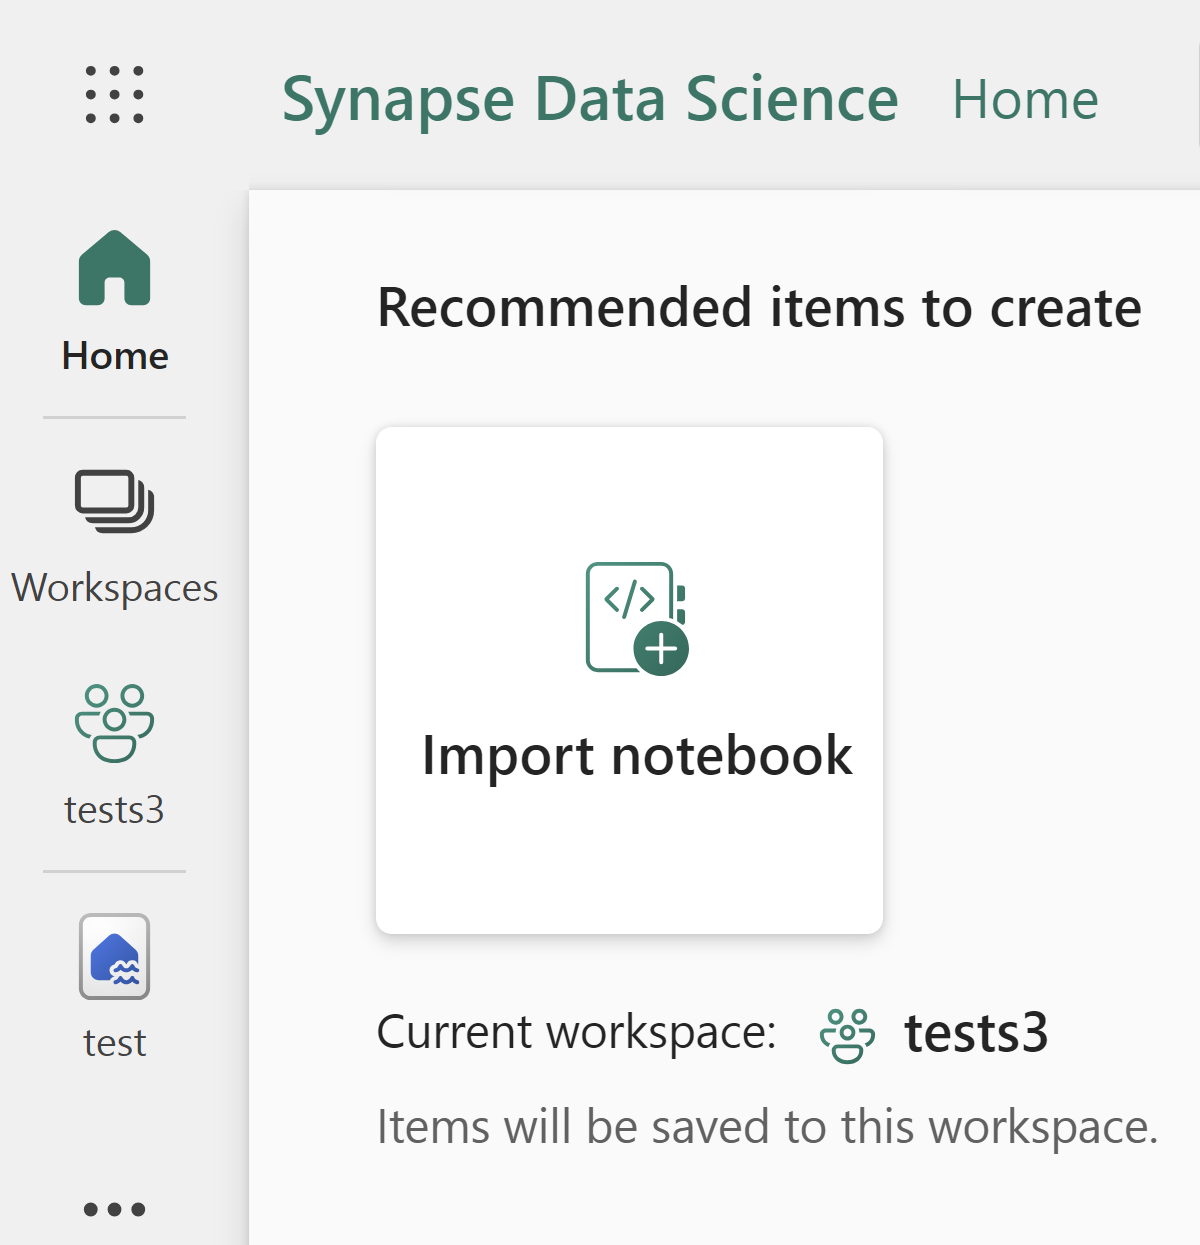 Synapse Data Science Home
Home
Workspaces
tests3
test
Recommended items to create
</>
Import notebook
Current workspace: tests3
Items will be saved to this workspace.